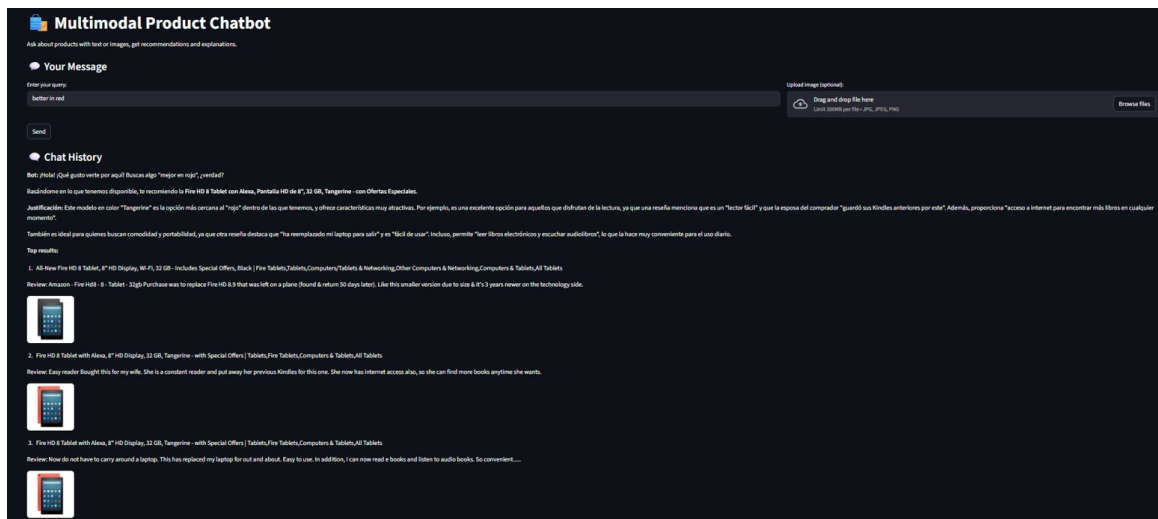 Multimodal Product Chatbot
Ask about products with text or images, get recommendations and explanations.
Your Message
Enter your query:
better in red
Upload image (optional):
Drag and drop file here
Limit 200MB per file • JPG, JPEG, PNG
Browse files
Send
Chat History
Bot: ¡Hola! ¡Qué gusto verte por aquí! Buscas algo "mejor en rojo", ¿verdad?
Basándome en lo que tenemos disponible, te recomiendo la Fire HD 8 Tablet con Alexa, Pantalla HD de 8", 32 GB, Tangerine - con Ofertas Especiales.
Justificación: Este modelo en color "Tangerine" es la opción más cercana al "rojo" dentro de las que tenemos, y ofrece características muy atractivas. Por ejemplo, es una excelente opción para aquellos que disfrutan de la lectura, ya que una reseña menciona que es un "lector fácil" y que la esposa del comprador "guardó sus Kindles anteriores por este". Además, proporciona "acceso a internet para encontrar más libros en cualquier
momento".
También es ideal para quienes buscan comodidad y portabilidad, ya que otra reseña destaca que "ha reemplazado mi laptop para salir" y es "fácil de usar". Incluso, permite "leer libros electrónicos y escuchar audiolibros", lo que la hace muy conveniente para el uso diario.
Top results:
1. All-New Fire HD 8 Tablet, 8" HD Display, Wi-Fi, 32 GB - Includes Special Offers, Black | Fire Tablets,Tablets,Computers/Tablets & Networking,Other Computers & Networking,Computers & Tablets,All Tablets
Review: Amazon - Fire Hd8 - 8 - Tablet - 32gb Purchase was to replace Fire HD 8.9 that was left on a plane (found & return 50 days later). Like this smaller version due to size & it's 3 years newer on the technology side.
2. Fire HD 8 Tablet with Alexa, 8" HD Display, 32 GB, Tangerine - with Special Offers | Tablets,Fire Tablets,Computers & Tablets,All Tablets
Review: Easy reader Bought this for my wife. She is a constant reader and put away her previous Kindles for this one. She now has internet access also, so she can find more books anytime she wants.
3. Fire HD 8 Tablet with Alexa, 8" HD Display, 32 GB, Tangerine - with Special Offers | Tablets,Fire Tablets,Computers & Tablets,All Tablets
Review: Now do not have to carry around a laptop. This has replaced my laptop for out and about. Easy to use. In addition, I can now read e books and listen to audio books. So convenient.....